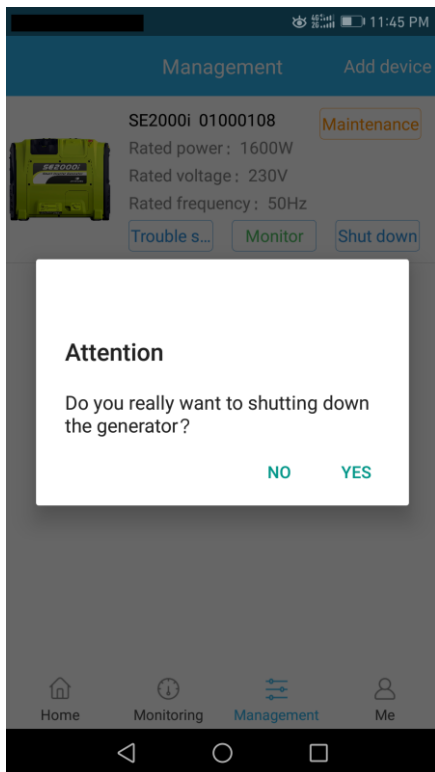 11:45 PM
Management Add device
SE2000i 01000108 Maintenance
SE2000i
Rated power: 1600W
Rated voltage: 230V
Rated frequency: 50Hz
Trouble s... Monitor Shut down
Attention
Do you really want to shutting down
the generator?
NO YES
Home Monitoring Management Me